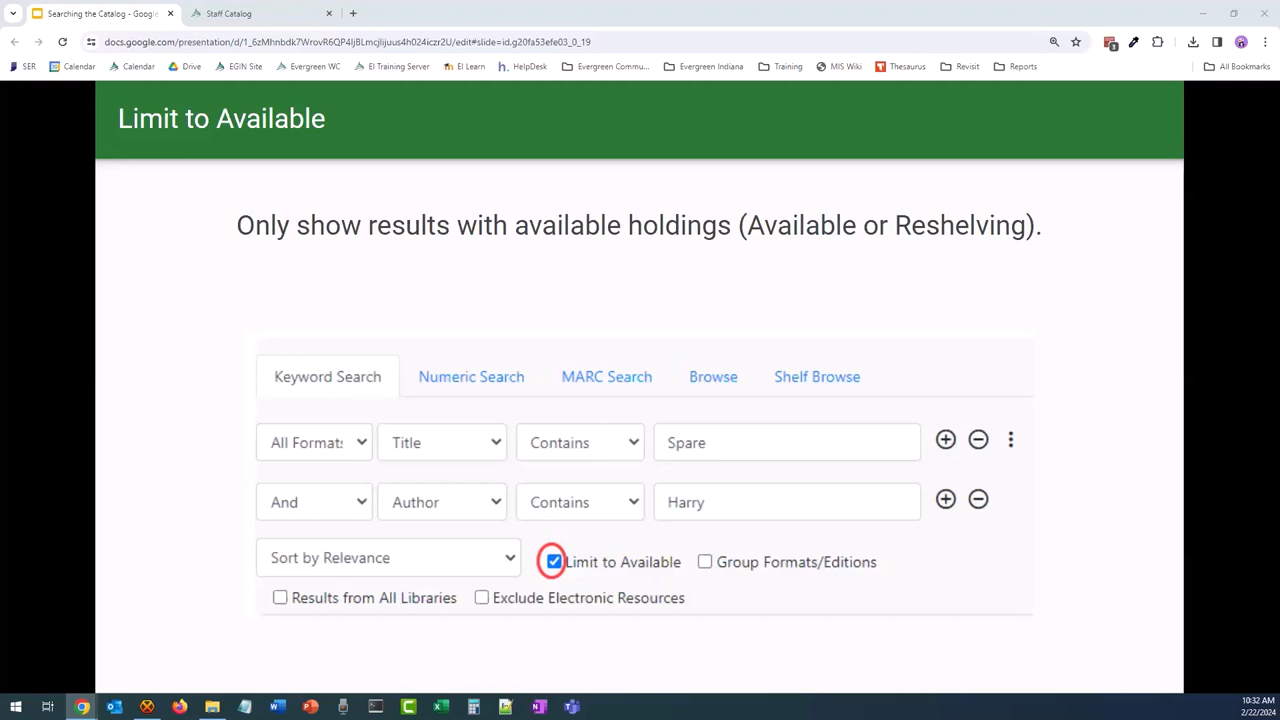 Searching the Catalog - Google
Staff Catalog
docs.google.com/presentation/d/1_6zMhnbdk7WrovR6QP4IjBLmcjlijuus4h024iczr2U/edit#slide=id.g20fa53efe03_0_19
SER Calendar Calendar Drive EGIN Site Evergreen WC EI Training Server EI Learn HelpDesk Evergreen Commu... Evergreen Indiana Training MIS Wiki Thesaurus Revisit Reports All Bookmarks
Limit to Available
Only show results with available holdings (Available or Reshelving).
Keyword Search Numeric Search MARC Search Browse Shelf Browse
All Formats Title Contains Spare
And Author Contains Harry
Sort by Relevance Limit to Available Group Formats/Editions
Results from All Libraries Exclude Electronic Resources
10:32 AM
2/22/2024